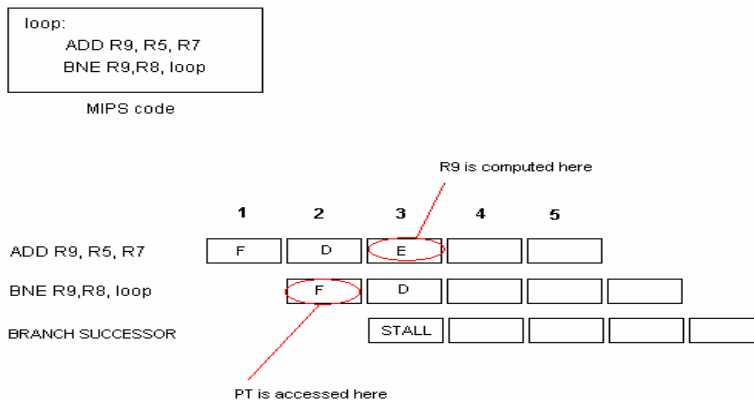 loop:
ADD R9, R5, R7
BNE R9,R8, loop
MIPS code
R9 is computed here
1 2 3 4 5
ADD R9, R5, R7 F D E
BNE R9,R8, loop F D
BRANCH SUCCESSOR STALL
PT is accessed here